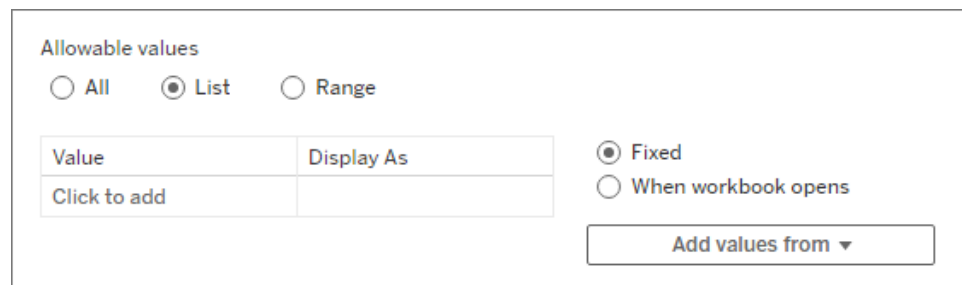 Allowable values
All List Range
Value Display As
Click to add
Fixed
When workbook opens
Add values from